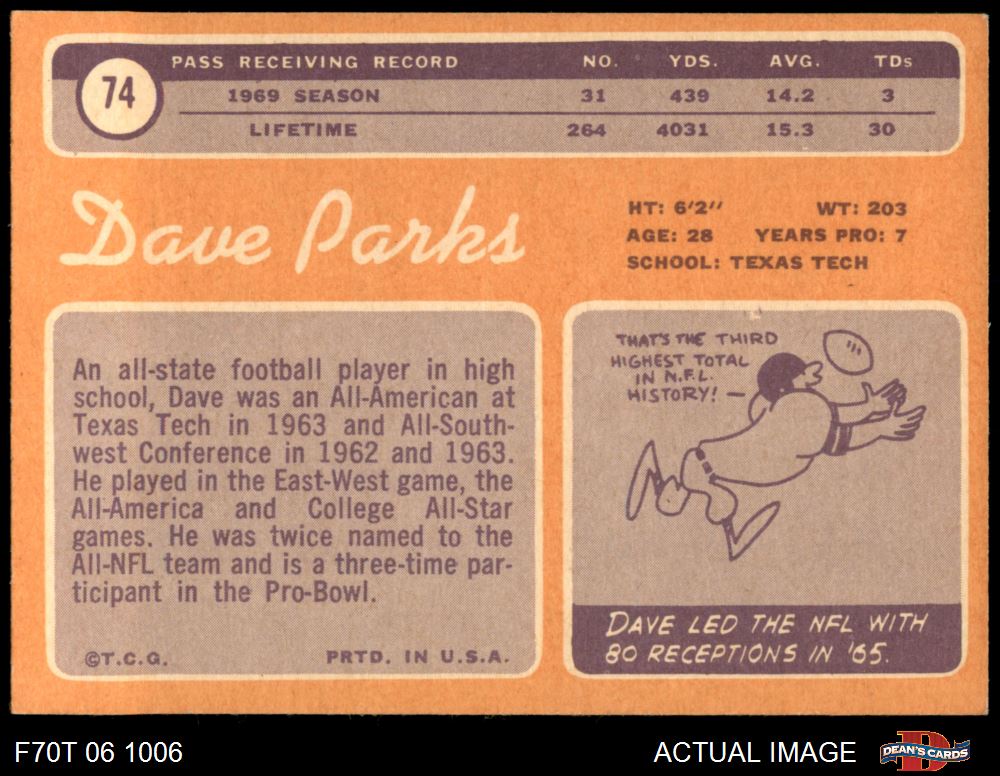 PASS RECEIVING RECORD NO. YDS. AVG. TDs
74
1969 SEASON 31 439 14.2 3
LIFETIME 264 4031 15.3 30
Dave Parks
HT: 6'2" WT: 203
AGE: 28 YEARS PRO: 7
SCHOOL: TEXAS TECH
An all-state football player in high
school, Dave was an All-American at
Texas Tech in 1963 and All-South-
west Conference in 1962 and 1963.
He played in the East-West game, the
All-America and College All-Star
games. He was twice named to the
All-NFL team and is a three-time par-
ticipant in the Pro-Bowl.
©T.C.G. PRTD. IN U.S.A.
THAT'S THE THIRD
HIGHEST TOTAL
IN N.F.L.
HISTORY! –
DAVE LED THE NFL WITH
80 RECEPTIONS IN '65.
F70T 06 1006 ACTUAL IMAGE
D
DEAN'S CARDS